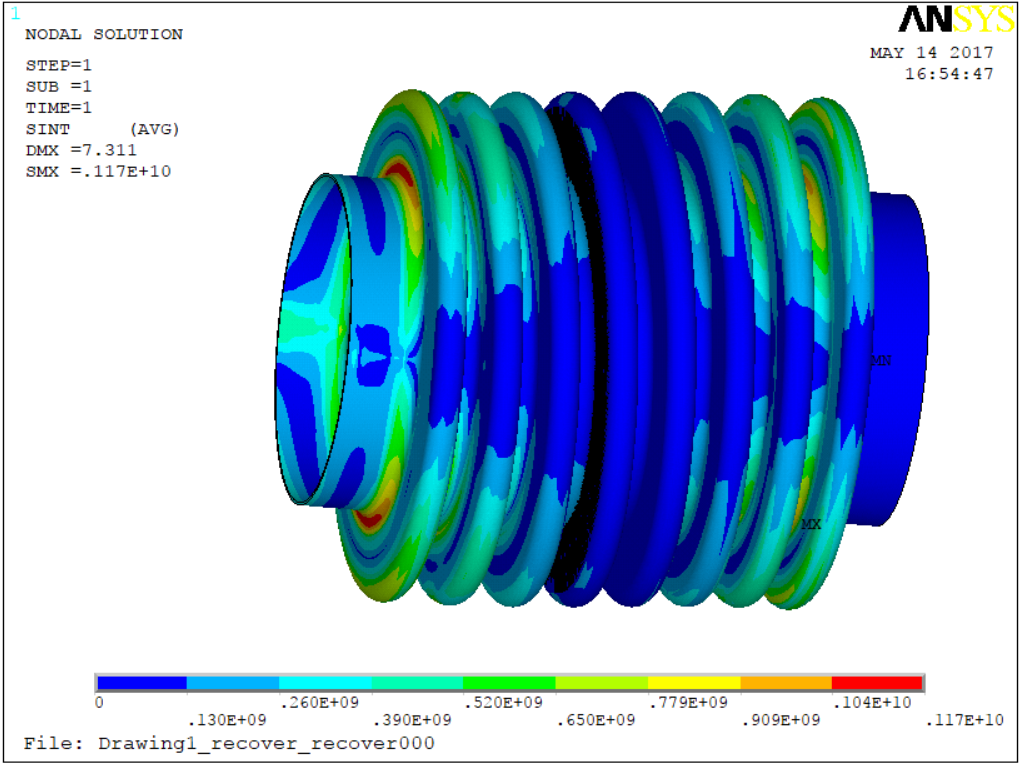 1
ANSYS
NODAL SOLUTION
MAY 14 2017
16:54:47
STEP=1
SUB =1
TIME=1
SINT (AVG)
DMX =7.311
SMX =.117E+10
MN
MX
0
.130E+09
.260E+09
.390E+09
.520E+09
.650E+09
.779E+09
.909E+09
.104E+10
.117E+10
File: Drawing1_recover_recover000